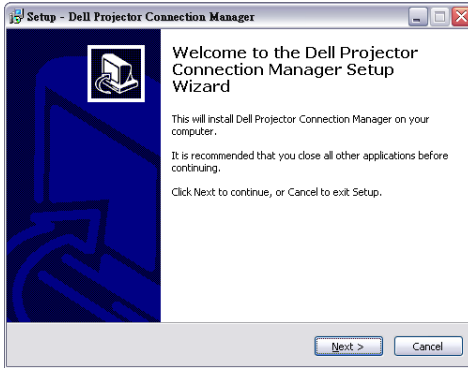 Setup - Dell Projector Connection Manager
Welcome to the Dell Projector
Connection Manager Setup
Wizard
This will install Dell Projector Connection Manager on your
computer.
It is recommended that you close all other applications before
continuing.
Click Next to continue, or Cancel to exit Setup.
Next >
Cancel